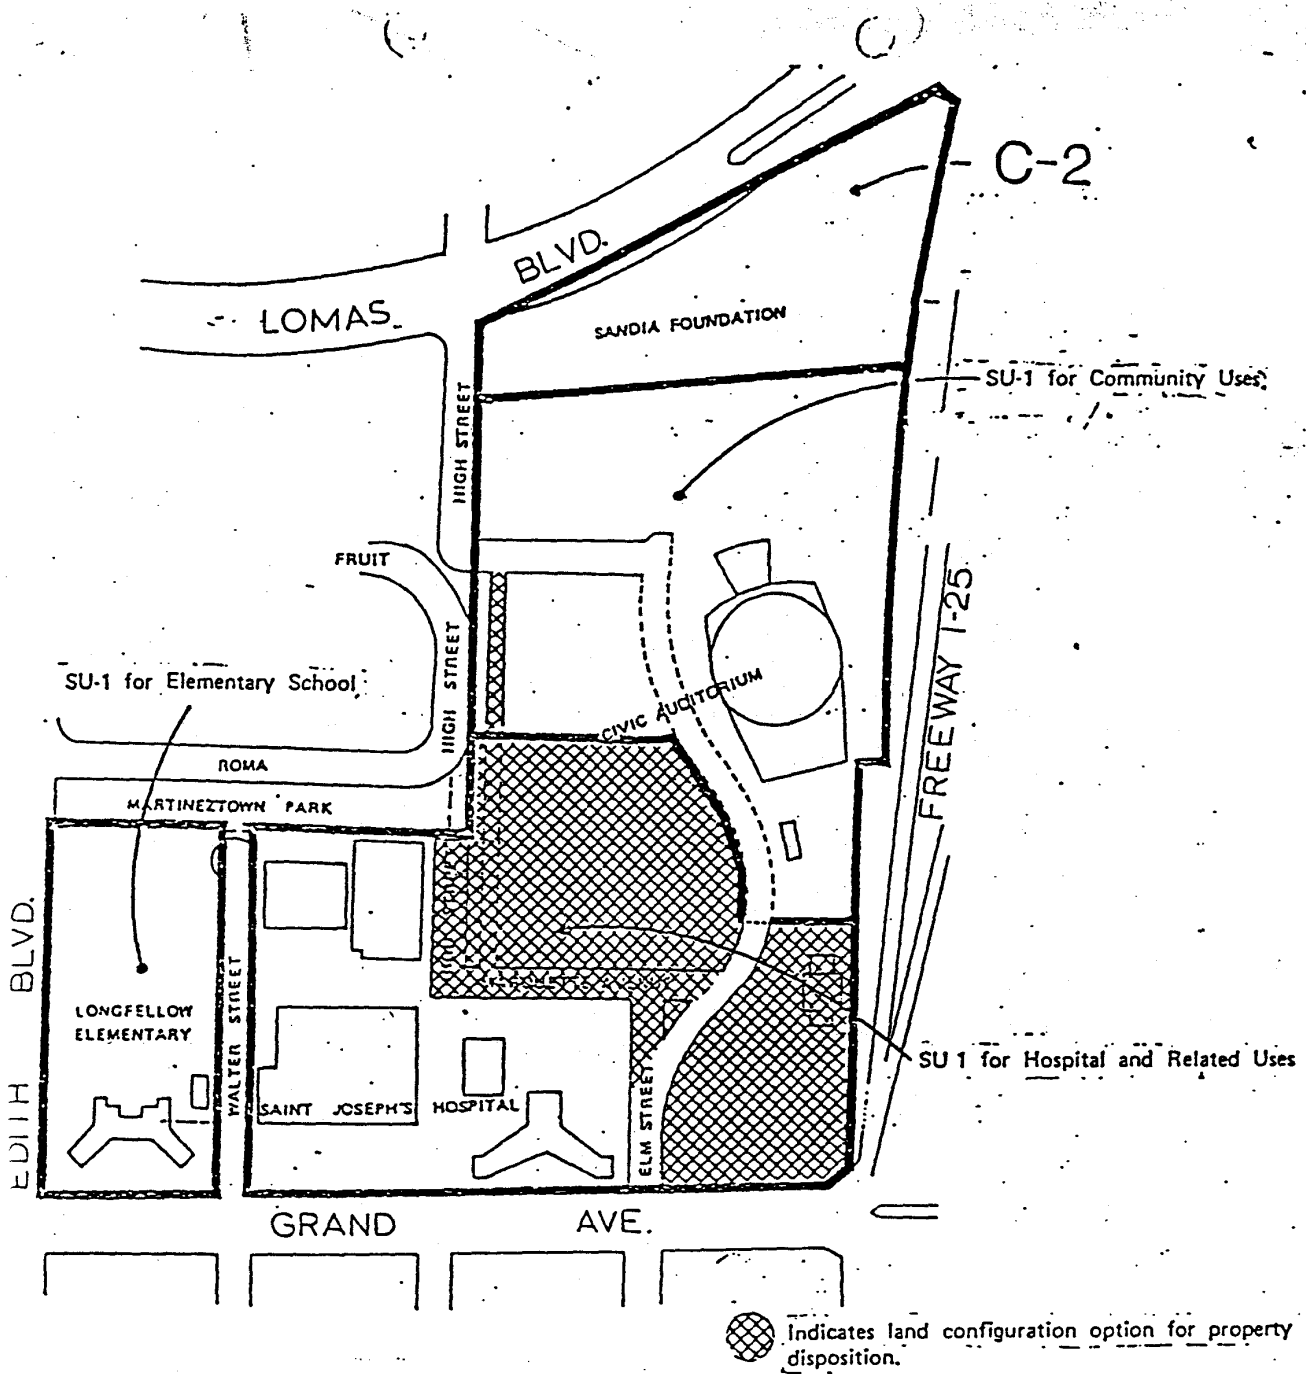 C-2
BLVD.
LOMAS
SANDIA FOUNDATION
SU-1 for Community Uses
HIGH STREET
FRUIT
FREEWAY I-25
HIGH STREET
SU-1 for Elementary School
CIVIC AUDITORIUM
ROMA
MARTINEZTOWN PARK
EDITH BLVD.
WALTER STREET
LONGFELLOW
ELEMENTARY
SU 1 for Hospital and Related Uses
SAINT JOSEPH'S HOSPITAL
ELM STREET
GRAND AVE.
Indicates land configuration option for property
disposition.